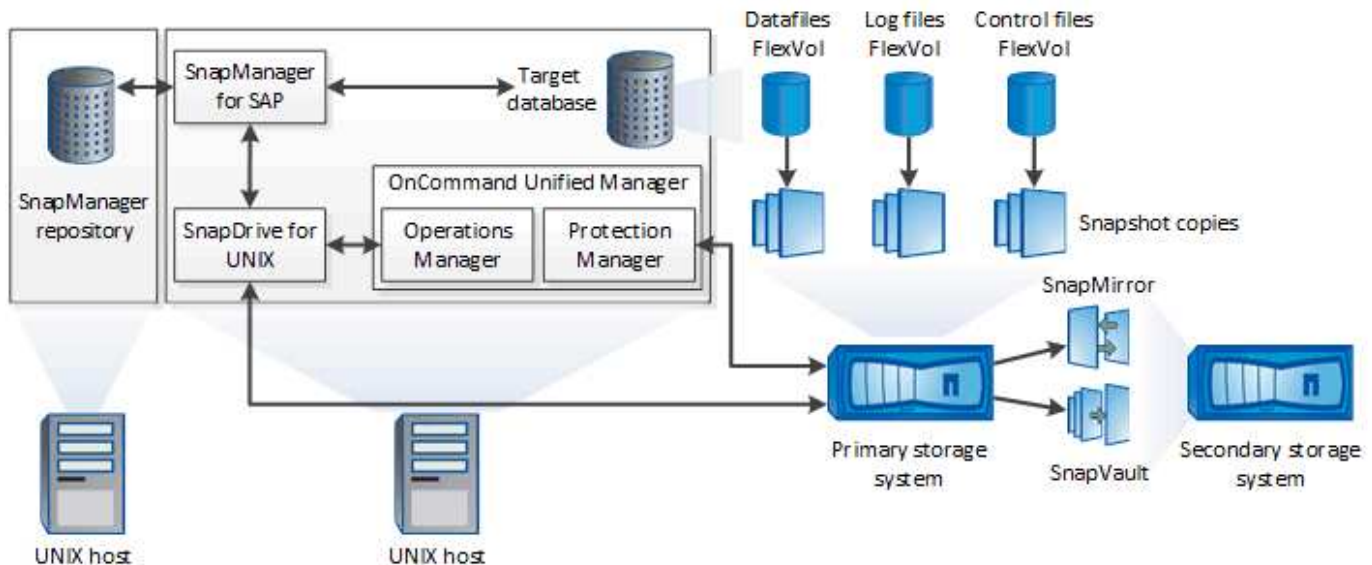 Datafiles
FlexVol
Log files
FlexVol
Control files
FlexVol
SnapManager
for SAP
Target
database
SnapManager
repository
OnCommand Unified Manager
SnapDrive for
UNIX
Operations
Manager
Protection
Manager
Snapshot copies
SnapMirror
Primary storage
system
SnapVault
Secondary storage
system
UNIX host
UNIX host